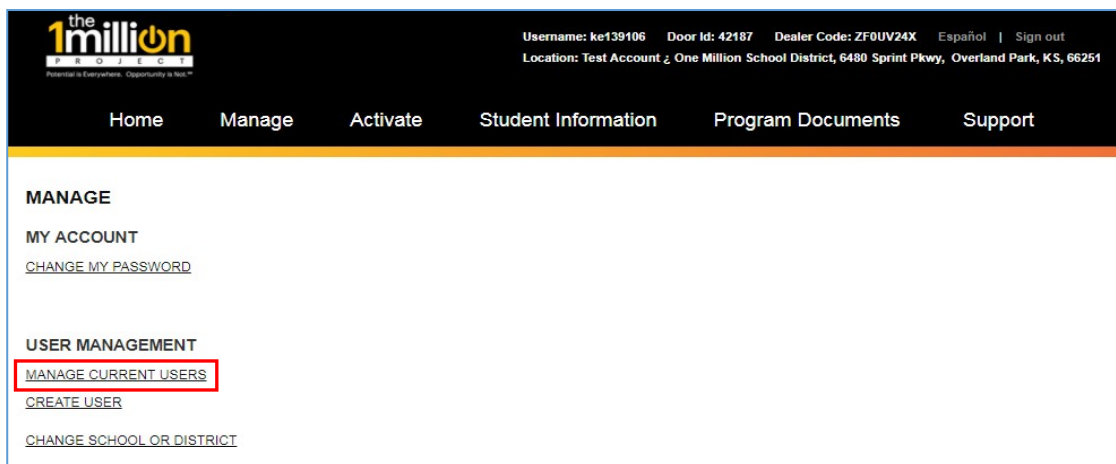 the
1million
PROJECT
Potential is Everywhere. Opportunity is Not.™
Username: ke139106 Door Id: 42187 Dealer Code: ZF0UV24X Español | Sign out
Location: Test Account ¿ One Million School District, 6480 Sprint Pkwy, Overland Park, KS, 66251
Home Manage Activate Student Information Program Documents Support
MANAGE
MY ACCOUNT
CHANGE MY PASSWORD
USER MANAGEMENT
MANAGE CURRENT USERS
CREATE USER
CHANGE SCHOOL OR DISTRICT